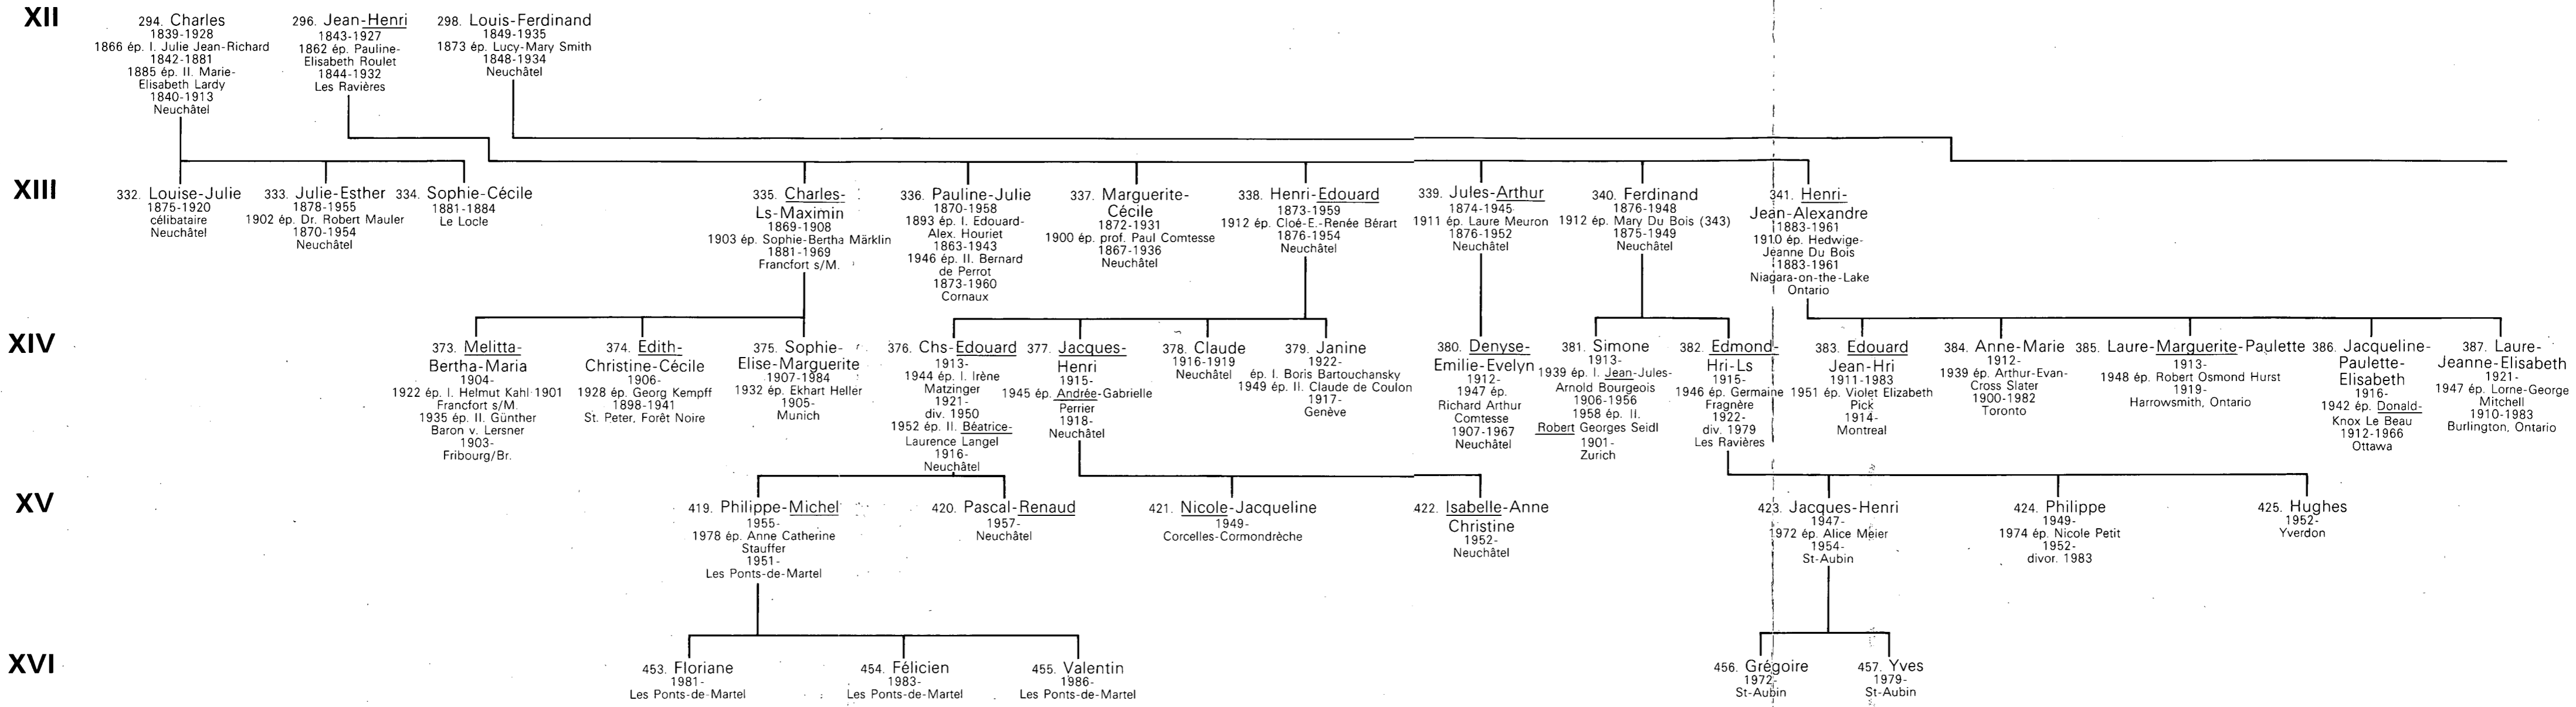 XII
294. Charles
1839-1928
1866 ép. I. Julie Jean-Richard
1842-1881
1885 ép. II. Marie-
Elisabeth Lardy
1840-1913
Neuchâtel
296. Jean-Henri
1843-1927
1862 ép. Pauline-
Elisabeth Roulet
1844-1932
Les Ravières
298. Louis-Ferdinand
1849-1935
1873 ép. Lucy-Mary Smith
1848-1934
Neuchâtel
XIII
332. Louise-Julie
1875-1920
célibataire
Neuchâtel
333. Julie-Esther
1878-1955
1902 ép. Dr. Robert Mauler
1870-1954
Neuchâtel
334. Sophie-Cécile
1881-1884
Le Locle
335. Charles-
Ls-Maximin
1869-1908
1903 ép. Sophie-Bertha Märklin
1881-1969
Francfort s/M.
336. Pauline-Julie
1870-1958
1893 ép. I. Edouard-
Alex. Houriet
1863-1943
1946 ép. II. Bernard
de Perrot
1873-1960
Cornaux
337. Marguerite-
Cécile
1872-1931
1900 ép. prof. Paul Comtesse
1867-1936
Neuchâtel
338. Henri-Edouard
1873-1959
1912 ép. Cloé-E.-Renée Bérart
1876-1954
Neuchâtel
339. Jules-Arthur
1874-1945
1911 ép. Laure Meuron
1876-1952
Neuchâtel
340. Ferdinand
1876-1948
1912 ép. Mary Du Bois (343)
1875-1949
Neuchâtel
341. Henri-
Jean-Alexandre
1883-1961
1910 ép. Hedwige-
Jeanne Du Bois
1883-1961
Niagara-on-the-Lake
Ontario
XIV
373. Melitta-
Bertha-Maria
1904-
1922 ép. I. Helmut Kahl 1901
Francfort s/M.
1935 ép. II. Günther
Baron v. Lersner
1903-
Fribourg/Br.
374. Edith-
Christine-Cécile
1906-
1928 ép. Georg Kempff
1898-1941
St. Peter, Forêt Noire
375. Sophie-
Elise-Marguerite
1907-1984
1932 ép. Ekhart Heller
1905-
Munich
376. Chs-Edouard
1913-
1944 ép. I. Irène
Matzinger
1921-
div. 1950
1952 ép. II. Béatrice-
Laurence Langel
1916-
Neuchâtel
377. Jacques-
Henri
1915-
1945 ép. Andrée-Gabrielle
Perrier
1918-
Neuchâtel
378. Claude
1916-1919
Neuchâtel
379. Janine
1922-
ép. I. Boris Bartouchansky
1949 ép. II. Claude de Coulon
1917-
Genève
380. Denyse-
Emilie-Evelyn
1912-
1947 ép.
Richard Arthur
Comtesse
1907-1967
Neuchâtel
381. Simone
1913-
1939 ép. I. Jean-Jules-
Arnold Bourgeois
1906-1956
1958 ép. II.
Robert Georges Seidl
1901-
Zurich
382. Edmond-
Hri-Ls
1915-
1946 ép. Germaine
Fragnère
1922-
div. 1979
Les Ravières
383. Edouard
Jean-Hri
1911-1983
1951 ép. Violet Elizabeth
Pick
1914-
Montreal
384. Anne-Marie
1912-
1939 ép. Arthur-Evan-
Cross Slater
1900-1982
Toronto
385. Laure-Marguerite-Paulette
1913-
1948 ép. Robert Osmond Hurst
1919-
Harrowsmith, Ontario
386. Jacqueline-
Paulette-
Elisabeth
1916-
1942 ép. Donald-
Knox Le Beau
1912-1966
Ottawa
387. Laure-
Jeanne-Elisabeth
1921-
1947 ép. Lorne-George
Mitchell
1910-1983
Burlington, Ontario
XV
419. Philippe-Michel
1955-
1978 ép. Anne Catherine
Stauffer
1951-
Les Ponts-de-Martel
420. Pascal-Renaud
1957-
Neuchâtel
421. Nicole-Jacqueline
1949-
Corcelles-Cormondrèche
422. Isabelle-Anne
Christine
1952-
Neuchâtel
423. Jacques-Henri
1947-
1972 ép. Alice Meier
1954-
St-Aubin
424. Philippe
1949-
1974 ép. Nicole Petit
1952-
divor. 1983
425. Hughes
1952-
Yverdon
XVI
453. Floriane
1981-
Les Ponts-de-Martel
454. Félicien
1983-
Les Ponts-de-Martel
455. Valentin
1986-
Les Ponts-de-Martel
456. Grégoire
1972-
St-Aubin
457. Yves
1979-
St-Aubin